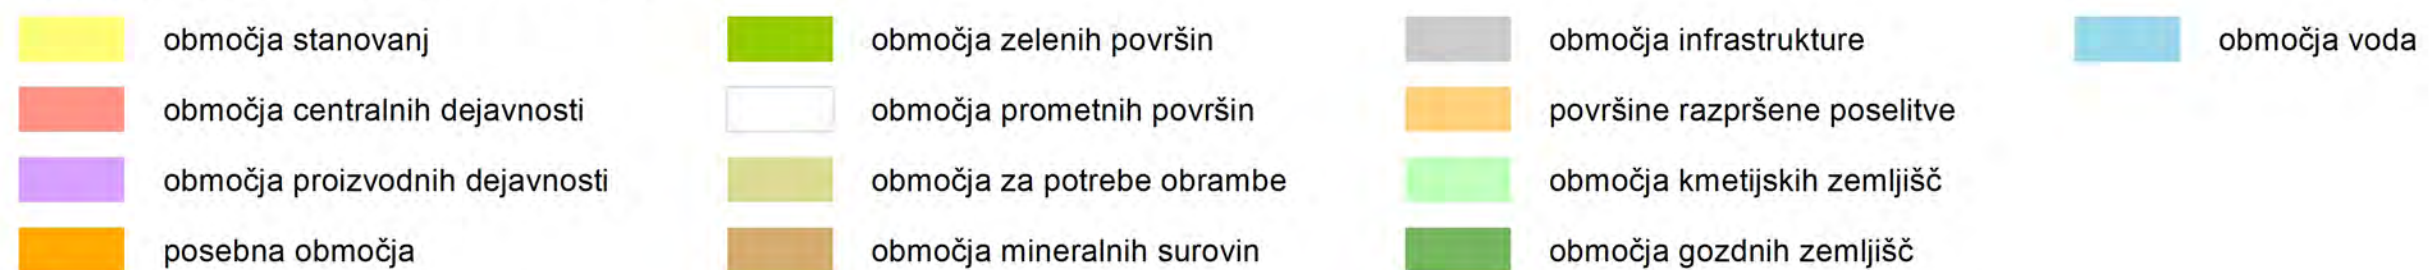 območja stanovanj
območja centralnih dejavnosti
območja proizvodnih dejavnosti
posebna območja
območja zelenih površin
območja prometnih površin
območja za potrebe obrambe
območja mineralnih surovin
območja infrastrukture
površine razpršene poselitve
območja kmetijskih zemljišč
območja gozdnih zemljišč
območja voda